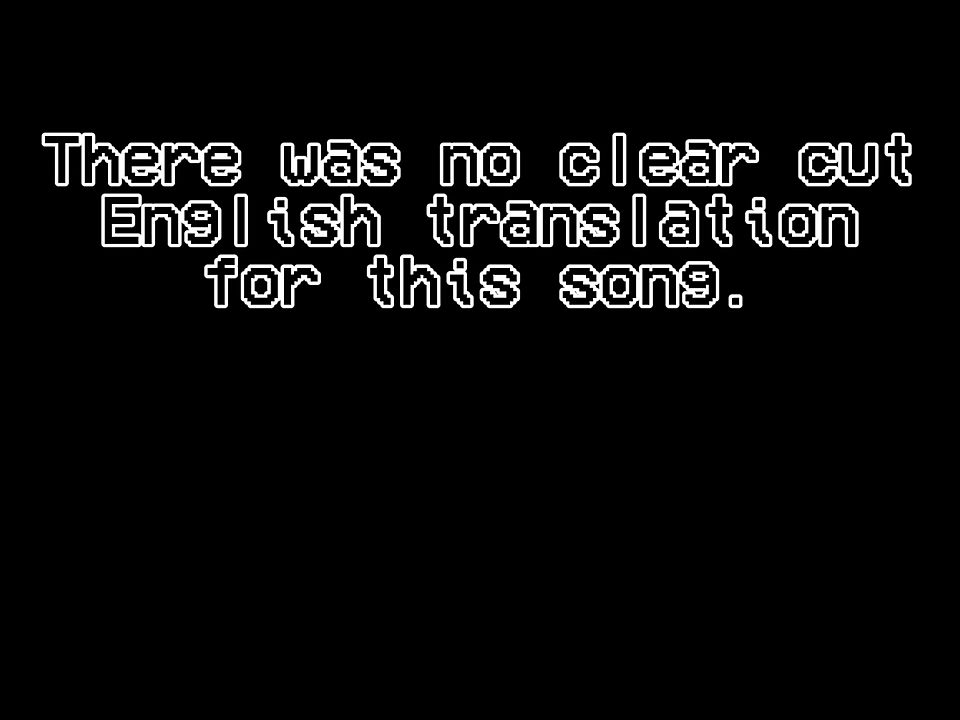 There was no clear cut
English translation
for this song.